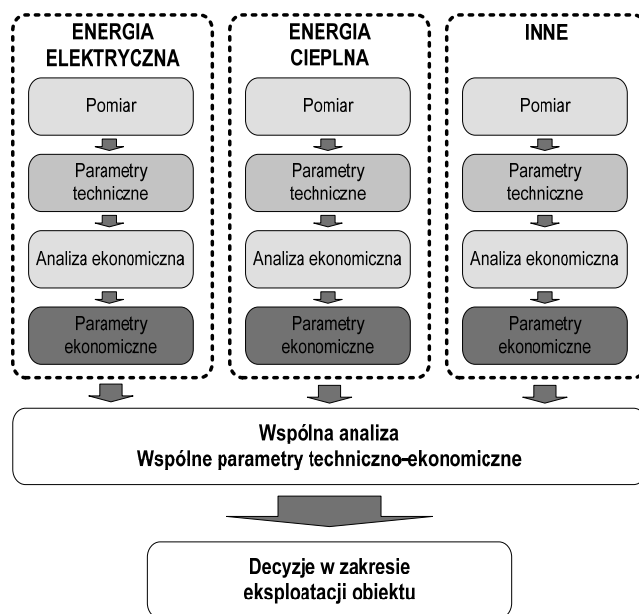 ENERGIA
ELEKTRYCZNA
Pomiar
Parametry
techniczne
Analiza ekonomiczna
Parametry
ekonomiczne
ENERGIA
CIEPLNA
Pomiar
Parametry
techniczne
Analiza ekonomiczna
Parametry
ekonomiczne
INNE
Pomiar
Parametry
techniczne
Analiza ekonomiczna
Parametry
ekonomiczne
Wspólna analiza
Wspólne parametry techniczno-ekonomiczne
Decyzje w zakresie
eksploatacji obiektu